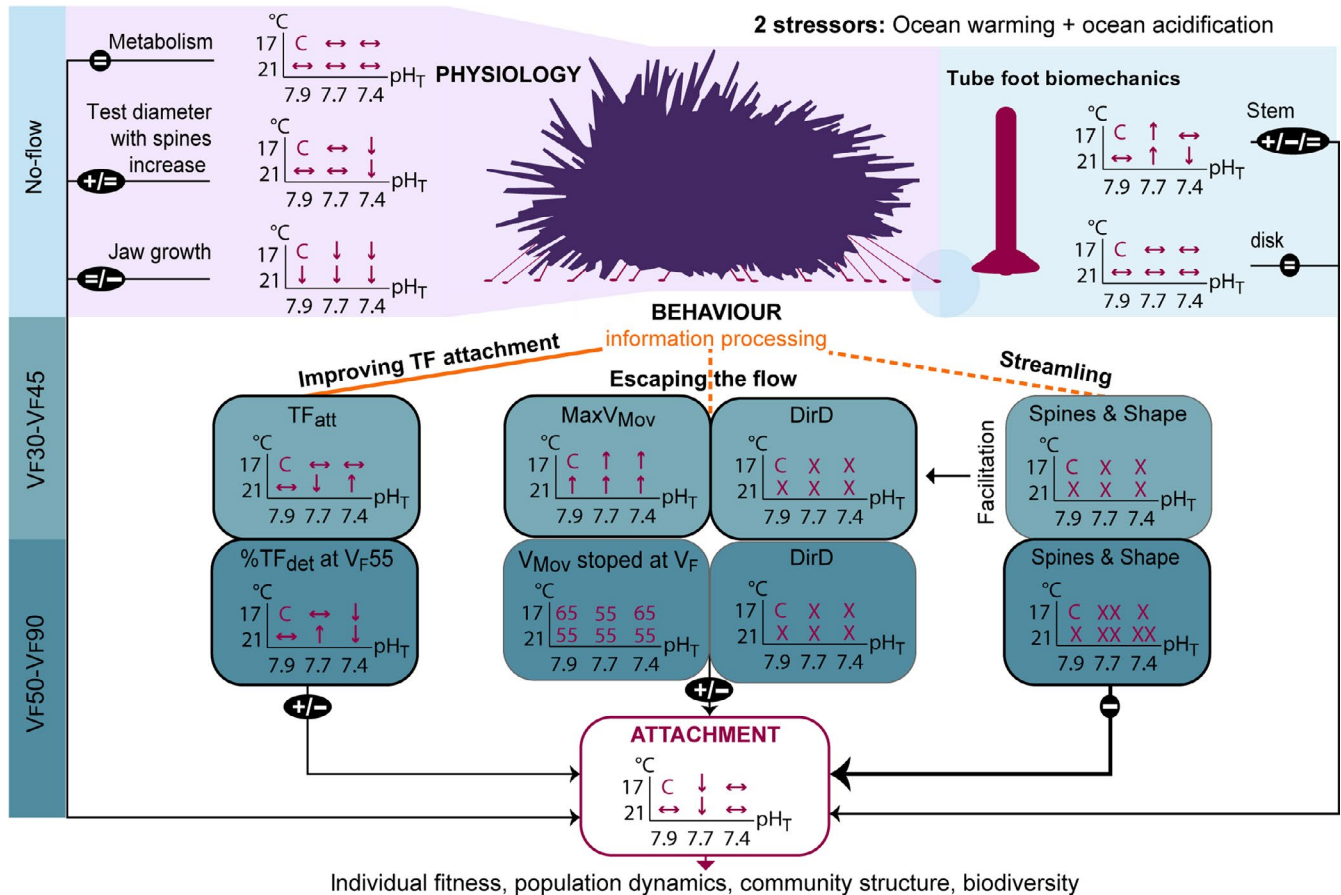 2 stressors: Ocean warming + ocean acidification
No-flow
Metabolism
=
°C
17 C ↔ ↔
21 ↔ ↔ ↔ pHT
7.9 7.7 7.4
PHYSIOLOGY
Test diameter
with spines
increase
+/=
°C
17 C ↔ ↓
21 ↔ ↔ ↓ pHT
7.9 7.7 7.4
Jaw growth
=/−
°C
17 C ↓ ↓
21 ↓ ↓ ↓ pHT
7.9 7.7 7.4
Tube foot biomechanics
Stem
+/−/=
°C
17 C ↑ ↔
21 ↔ ↑ ↓ pHT
7.9 7.7 7.4
disk
=
°C
17 C ↔ ↔
21 ↔ ↔ ↔ pHT
7.9 7.7 7.4
BEHAVIOUR
information processing
Improving TF attachment
Escaping the flow
Streamling
VF30-VF45
TFatt
°C
17 C ↔ ↔
21 ↔ ↓ ↑ pHT
7.9 7.7 7.4
MaxVMov
°C
17 C ↑ ↑
21 ↑ ↑ ↑ pHT
7.9 7.7 7.4
DirD
°C
17 C X X
21 X X X pHT
7.9 7.7 7.4
Facilitation
Spines & Shape
°C
17 C X X
21 X X X pHT
7.9 7.7 7.4
VF50-VF90
%TFdet at VF55
°C
17 C ↔ ↓
21 ↔ ↑ ↓ pHT
7.9 7.7 7.4
VMov stoped at VF
°C
17 65 55 65
21 55 55 55 pHT
7.9 7.7 7.4
DirD
°C
17 C X X
21 X X X pHT
7.9 7.7 7.4
Spines & Shape
°C
17 C XX X
21 X XX XX pHT
7.9 7.7 7.4
+/−
+/−
−
ATTACHMENT
°C
17 C ↓ ↔
21 ↔ ↓ ↔ pHT
7.9 7.7 7.4
Individual fitness, population dynamics, community structure, biodiversity